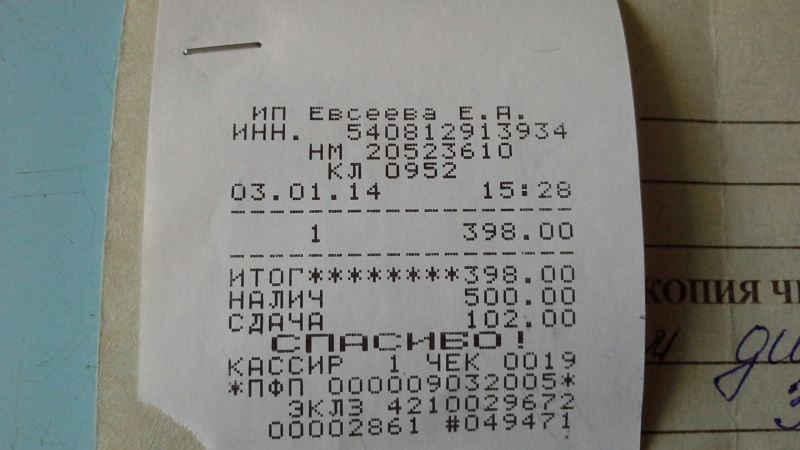 ИП Евсеева Е.А.
ИНН. 540812913934
НМ 20523610
КЛ 0952
03.01.14 15:28
1 398.00
ИТОГ********398.00
НАЛИЧ 500.00
СДАЧА 102.00
СПАСИБО!
КАССИР 1 ЧЕК 0019
*ПФП 000009032005*
ЭКЛЗ 4210029672
00002861 #049471
КОПИЯ